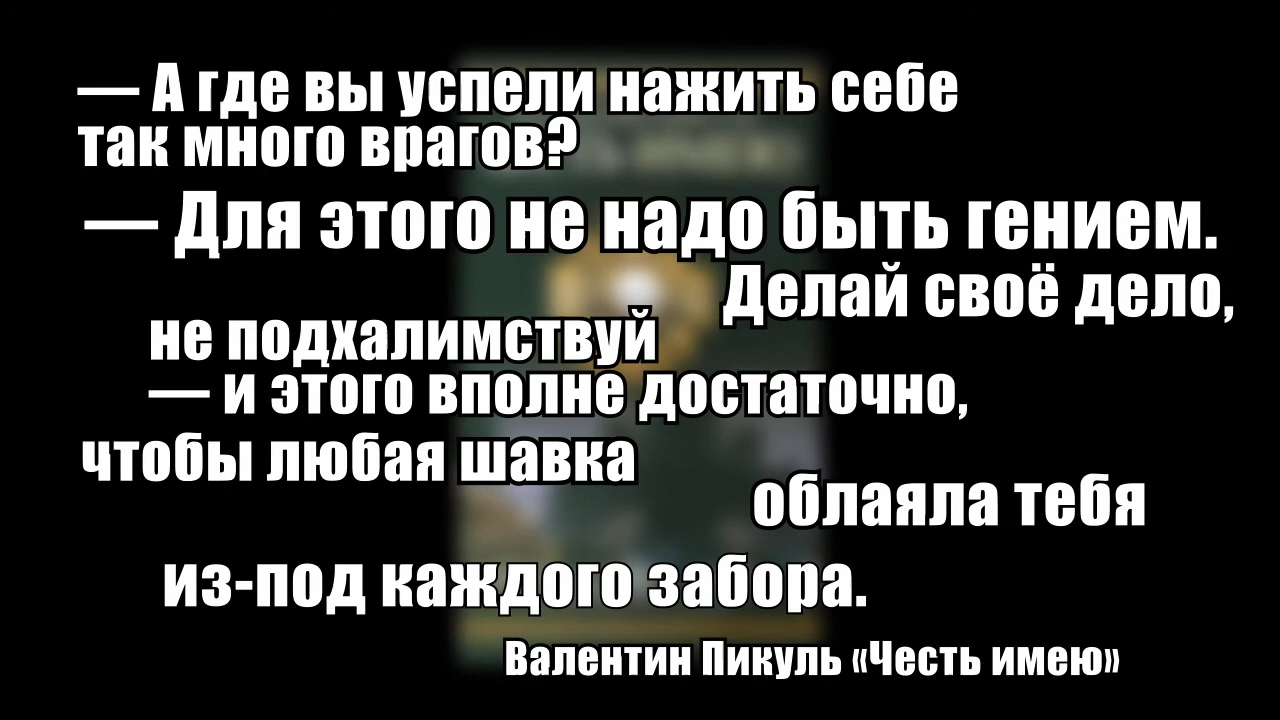 — А где вы успели нажить себе
так много врагов?
— Для этого не надо быть гением.
Делай своё дело,
не подхалимствуй
— и этого вполне достаточно,
чтобы любая шавка
облаяла тебя
из-под каждого забора.
Валентин Пикуль «Честь имею»